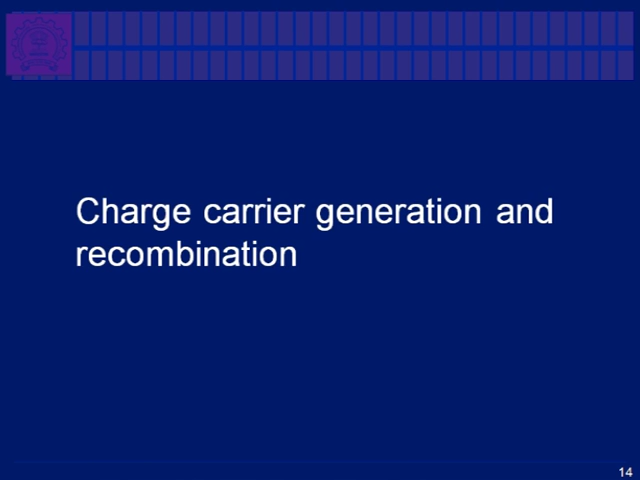 Charge carrier generation and
recombination
14